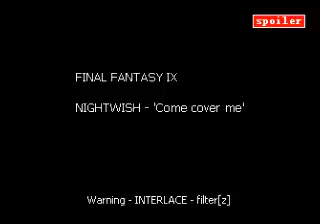 spoiler
FINAL FANTASY IX
NIGHTWISH - 'Come cover me'
Warning - INTERLACE - filter[z]